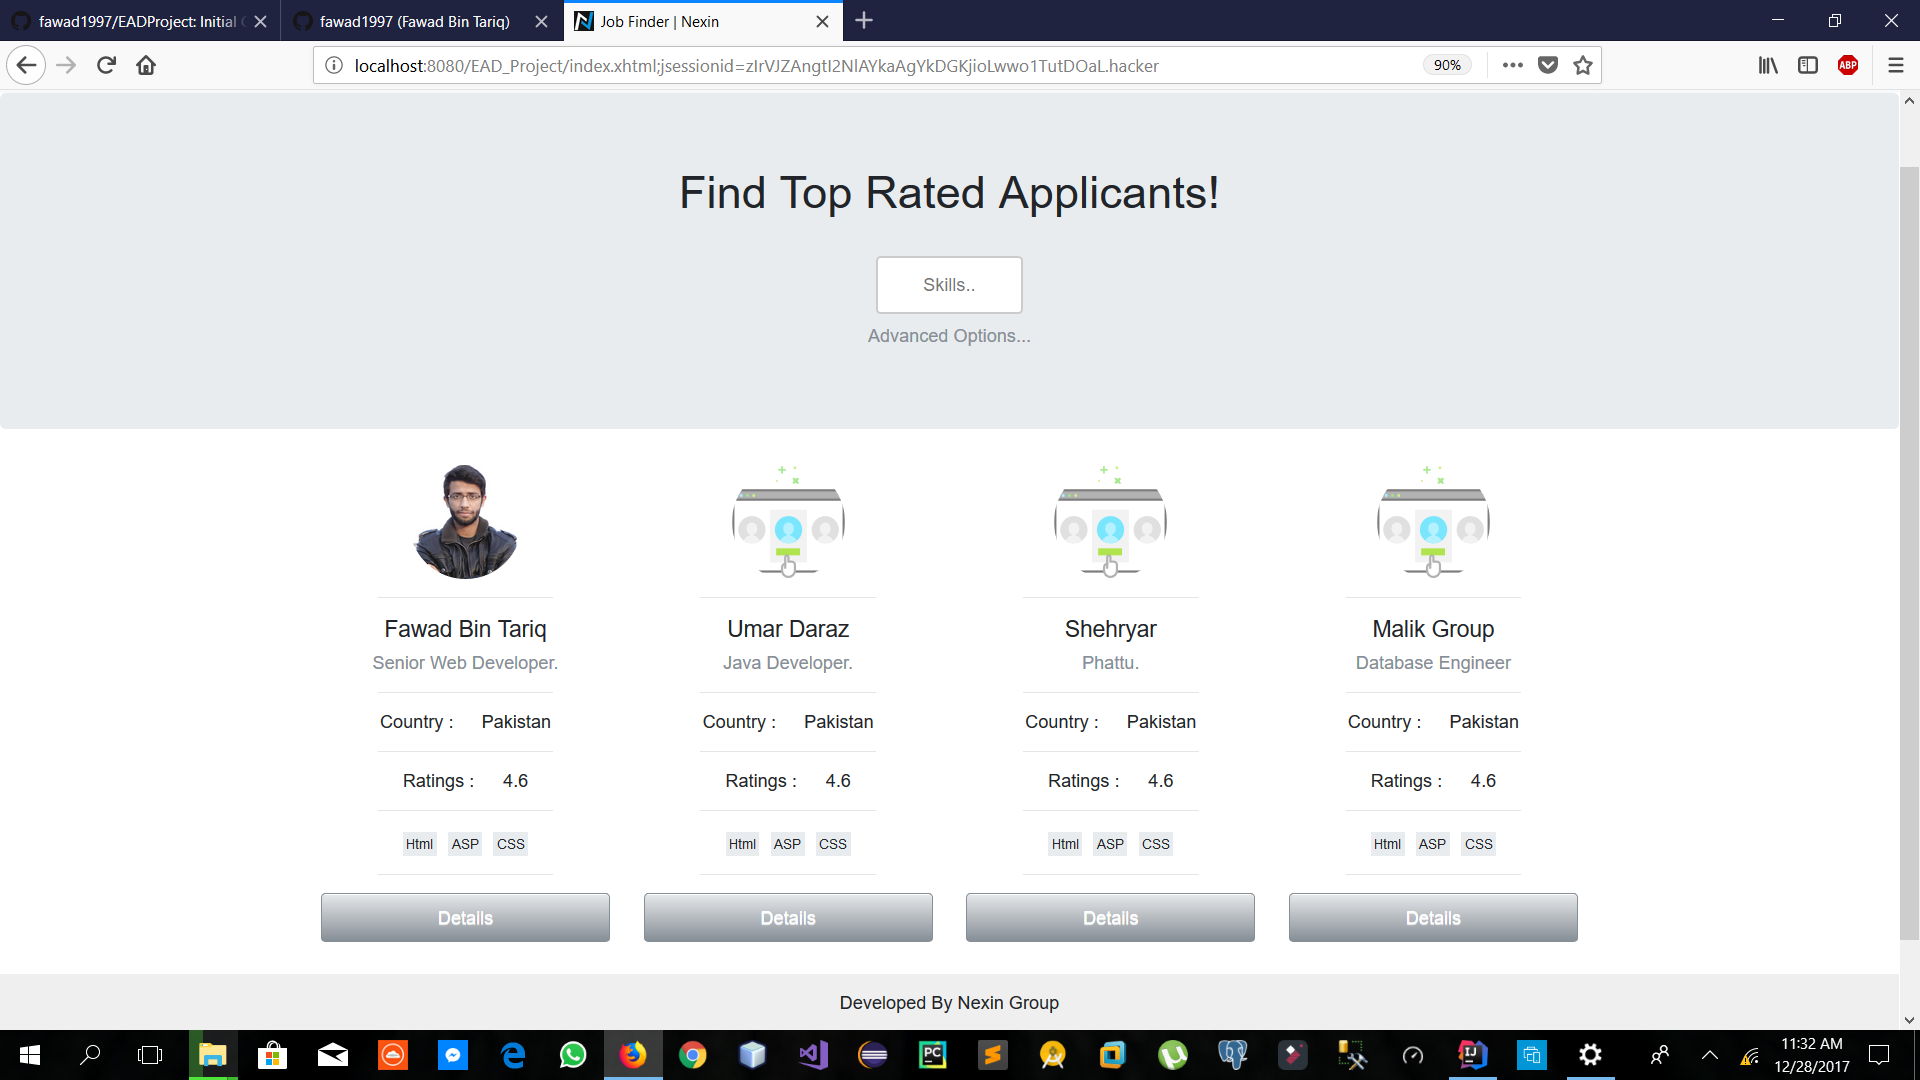 fawad1997/EADProject: Initial
fawad1997 (Fawad Bin Tariq)
Job Finder | Nexin
localhost:8080/EAD_Project/index.xhtml;jsessionid=zIrVJZAngtI2NlAYkaAgYkDGKjioLwwo1TutDOaL.hacker
90%
ABP
Find Top Rated Applicants!
Skills..
Advanced Options...
Fawad Bin Tariq
Senior Web Developer.
Country : Pakistan
Ratings : 4.6
Html ASP CSS
Details
Umar Daraz
Java Developer.
Country : Pakistan
Ratings : 4.6
Html ASP CSS
Details
Shehryar
Phattu.
Country : Pakistan
Ratings : 4.6
Html ASP CSS
Details
Malik Group
Database Engineer
Country : Pakistan
Ratings : 4.6
Html ASP CSS
Details
Developed By Nexin Group
PC
IJ
11:32 AM
12/28/2017